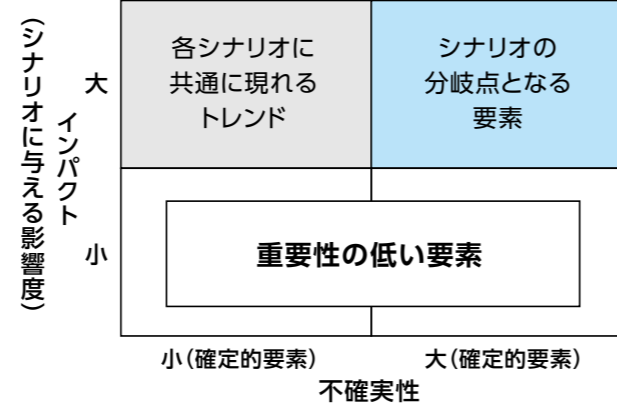 (シナリオに与える影響度)
インパクト
大
小
各シナリオに
共通に現れる
トレンド
シナリオの
分岐点となる
要素
重要性の低い要素
小(確定的要素)
大(確定的要素)
不確実性